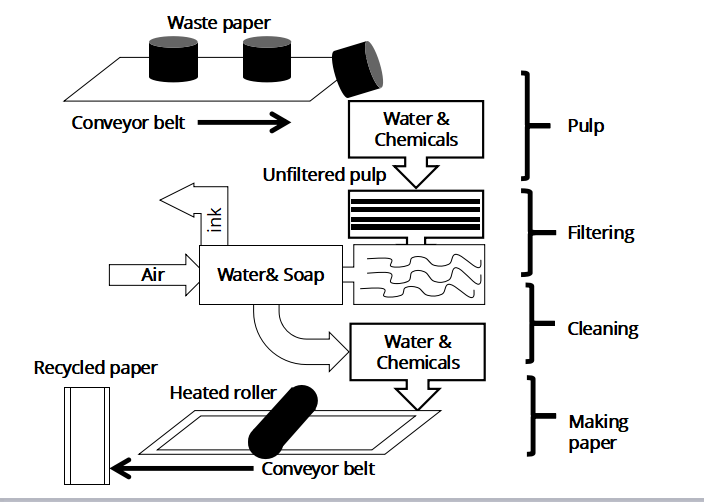 Waste paper
Conveyor belt
Water &
Chemicals
Pulp
Unfiltered pulp
Filtering
ink
Air
Water& Soap
Cleaning
Water &
Chemicals
Recycled paper
Heated roller
Making
paper
Conveyor belt